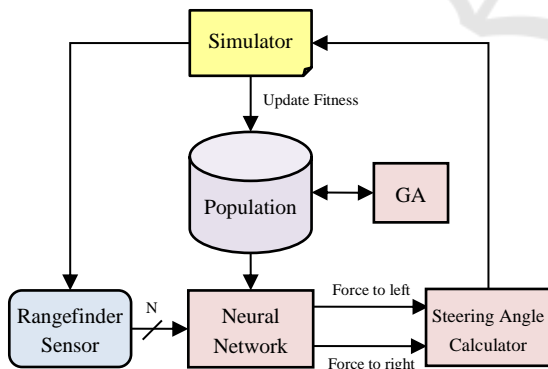 Simulator
Update Fitness
Population
GA
N
Force to left
Rangefinder
Sensor
Neural
Network
Steering Angle
Calculator
Force to right